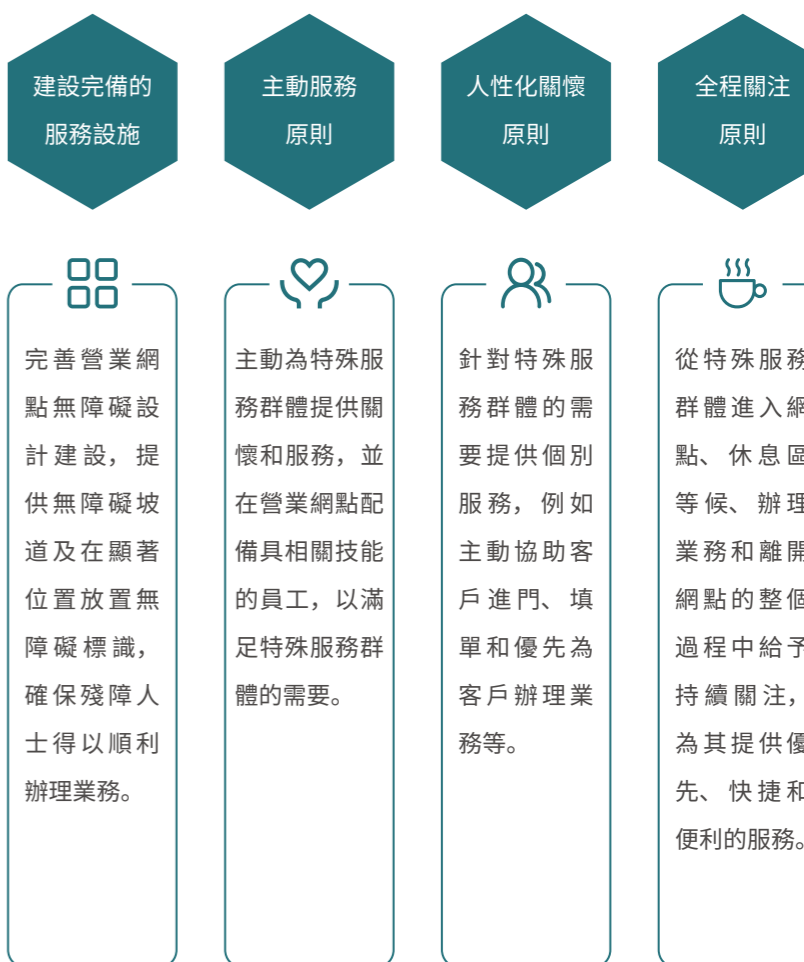 建設完備的
服務設施
主動服務
原則
人性化關懷
原則
全程關注
原則
完善營業網
點無障礙設
計建設，提
供無障礙坡
道及在顯著
位置放置無
障礙標識，
確保殘障人
士得以順利
辦理業務。
主動為特殊服
務群體提供關
懷和服務，並
在營業網點配
備具相關技能
的員工，以滿
足特殊服務群
體的需要。
針對特殊服
務群體的需
要提供個別
服務，例如
主動協助客
戶進門、填
單和優先為
客戶辦理業
務等。
從特殊服務
群體進入網
點、休息區
等候、辦理
業務和離開
網點的整個
過程中給予
持續關注，
為其提供優
先、快捷和
便利的服務。